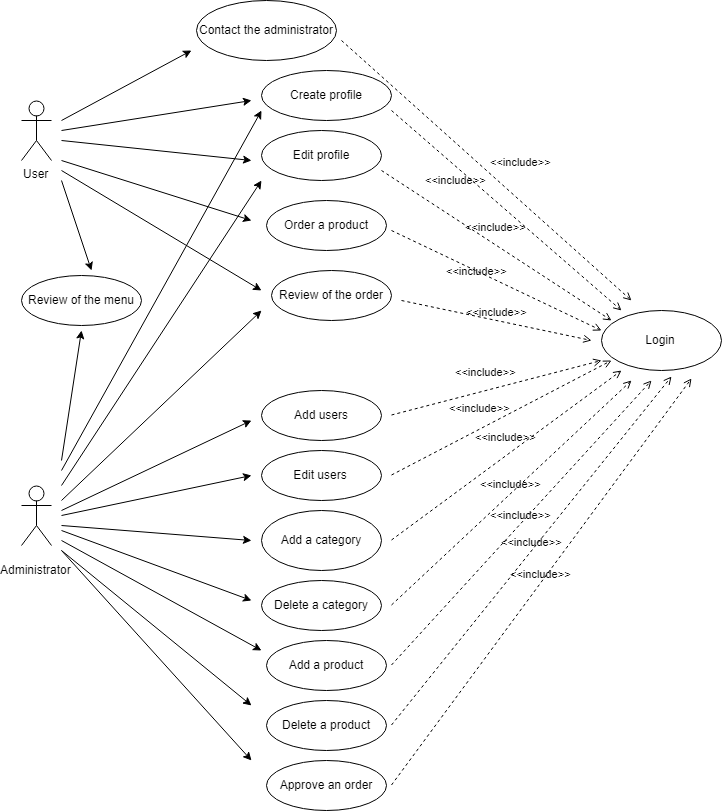 Contact the administrator
Create profile
Edit profile
<<include>>
User
<<include>>
Order a product
<<include>>
<<include>>
Review of the menu
Review of the order
<<include>>
Login
<<include>>
Add users
<<include>>
<<include>>
Edit users
<<include>>
<<include>>
Add a category
<<include>>
Administrator
<<include>>
Delete a category
Add a product
Delete a product
Approve an order